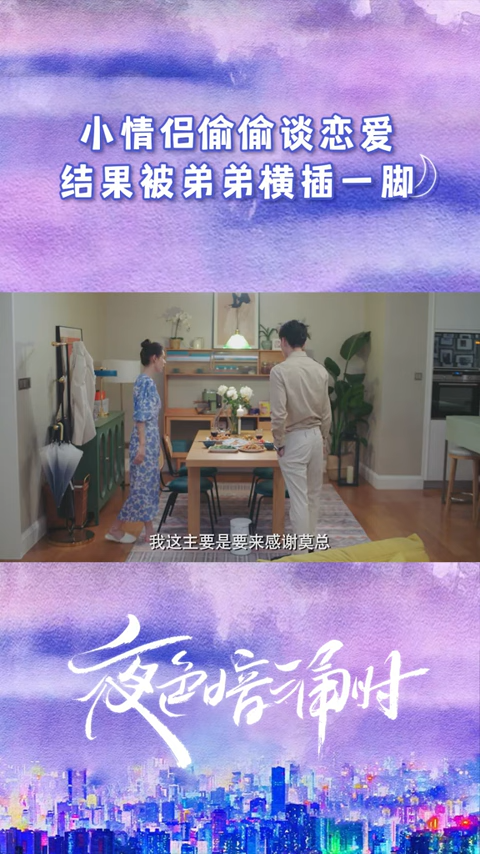 小情侣偷偷谈恋爱
结果被弟弟横插一脚
我这主要是要来感谢莫总
夜色暗涌时